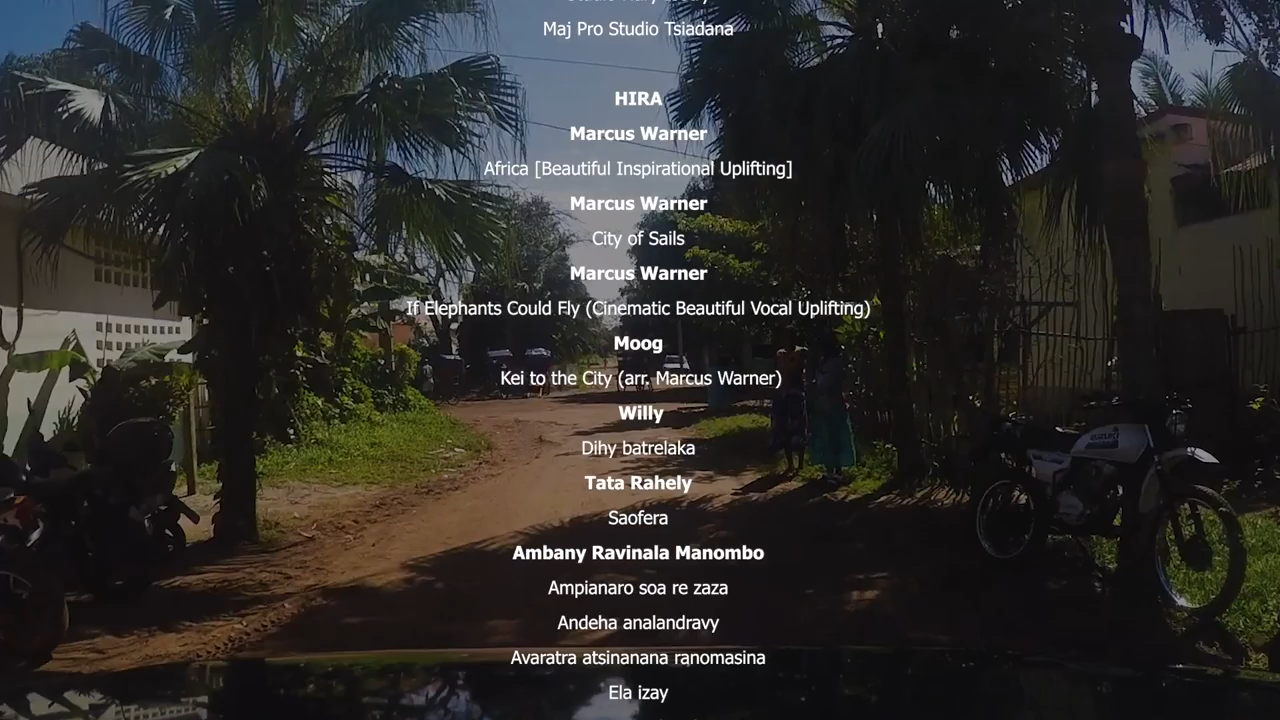 Maj Pro Studio Tsiadana
HIRA
Marcus Warner
Africa [Beautiful Inspirational Uplifting]
Marcus Warner
City of Sails
Marcus Warner
If Elephants Could Fly (Cinematic Beautiful Vocal Uplifting)
Moog
Kei to the City (arr. Marcus Warner)
Willy
Dihy batrelaka
Tata Rahely
Saofera
Ambany Ravinala Manombo
Ampianaro soa re zaza
Andeha analandravy
Avaratra atsinanana ranomasina
Ela izay
SUZUKI